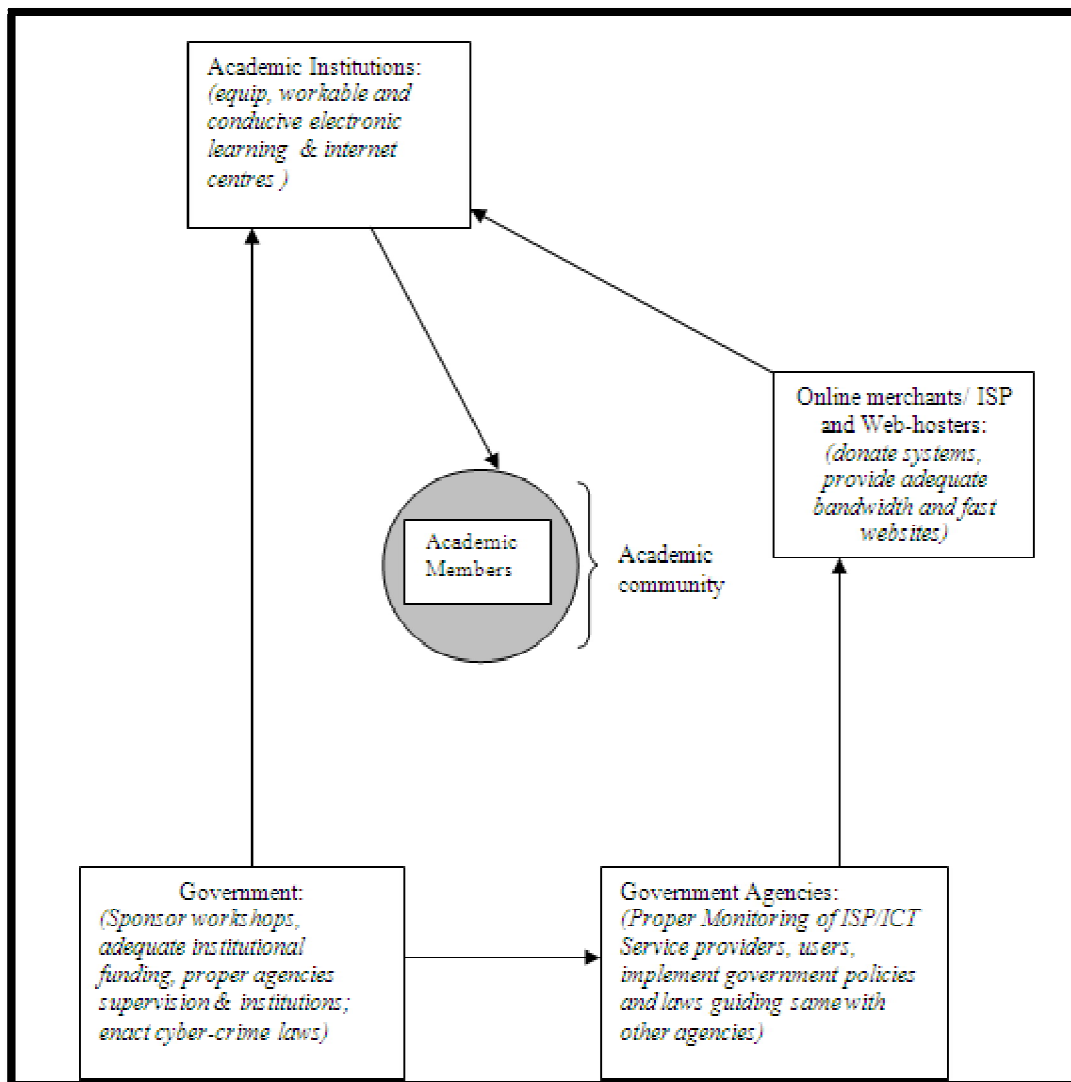 Academic Institutions:
(equip, workable and
conducive electronic
learning & internet
centres )
Online merchants/ ISP
and Web-hosters:
(donate systems,
provide adequate
bandwidth and fast
websites)
Academic
Members
Academic
community
Government:
(Sponsor workshops,
adequate institutional
funding, proper agencies
supervision & institutions;
enact cyber-crime laws)
Government Agencies:
(Proper Monitoring of ISP/ICT
Service providers, users,
implement government policies
and laws guiding same with
other agencies)